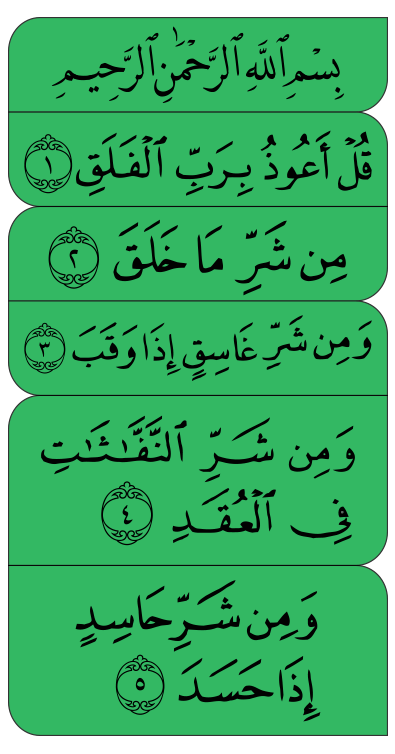 بِسْمِ ٱللَّهِ ٱلرَّحْمَٰنِ ٱلرَّحِيمِ
قُلْ أَعُوذُ بِرَبِّ ٱلْفَلَقِ ١
مِن شَرِّ مَا خَلَقَ ٢
وَمِن شَرِّ غَاسِقٍ إِذَا وَقَبَ ٣
وَمِن شَرِّ ٱلنَّفَّٰثَٰتِ
فِى ٱلْعُقَدِ ٤
وَمِن شَرِّ حَاسِدٍ
إِذَا حَسَدَ ٥